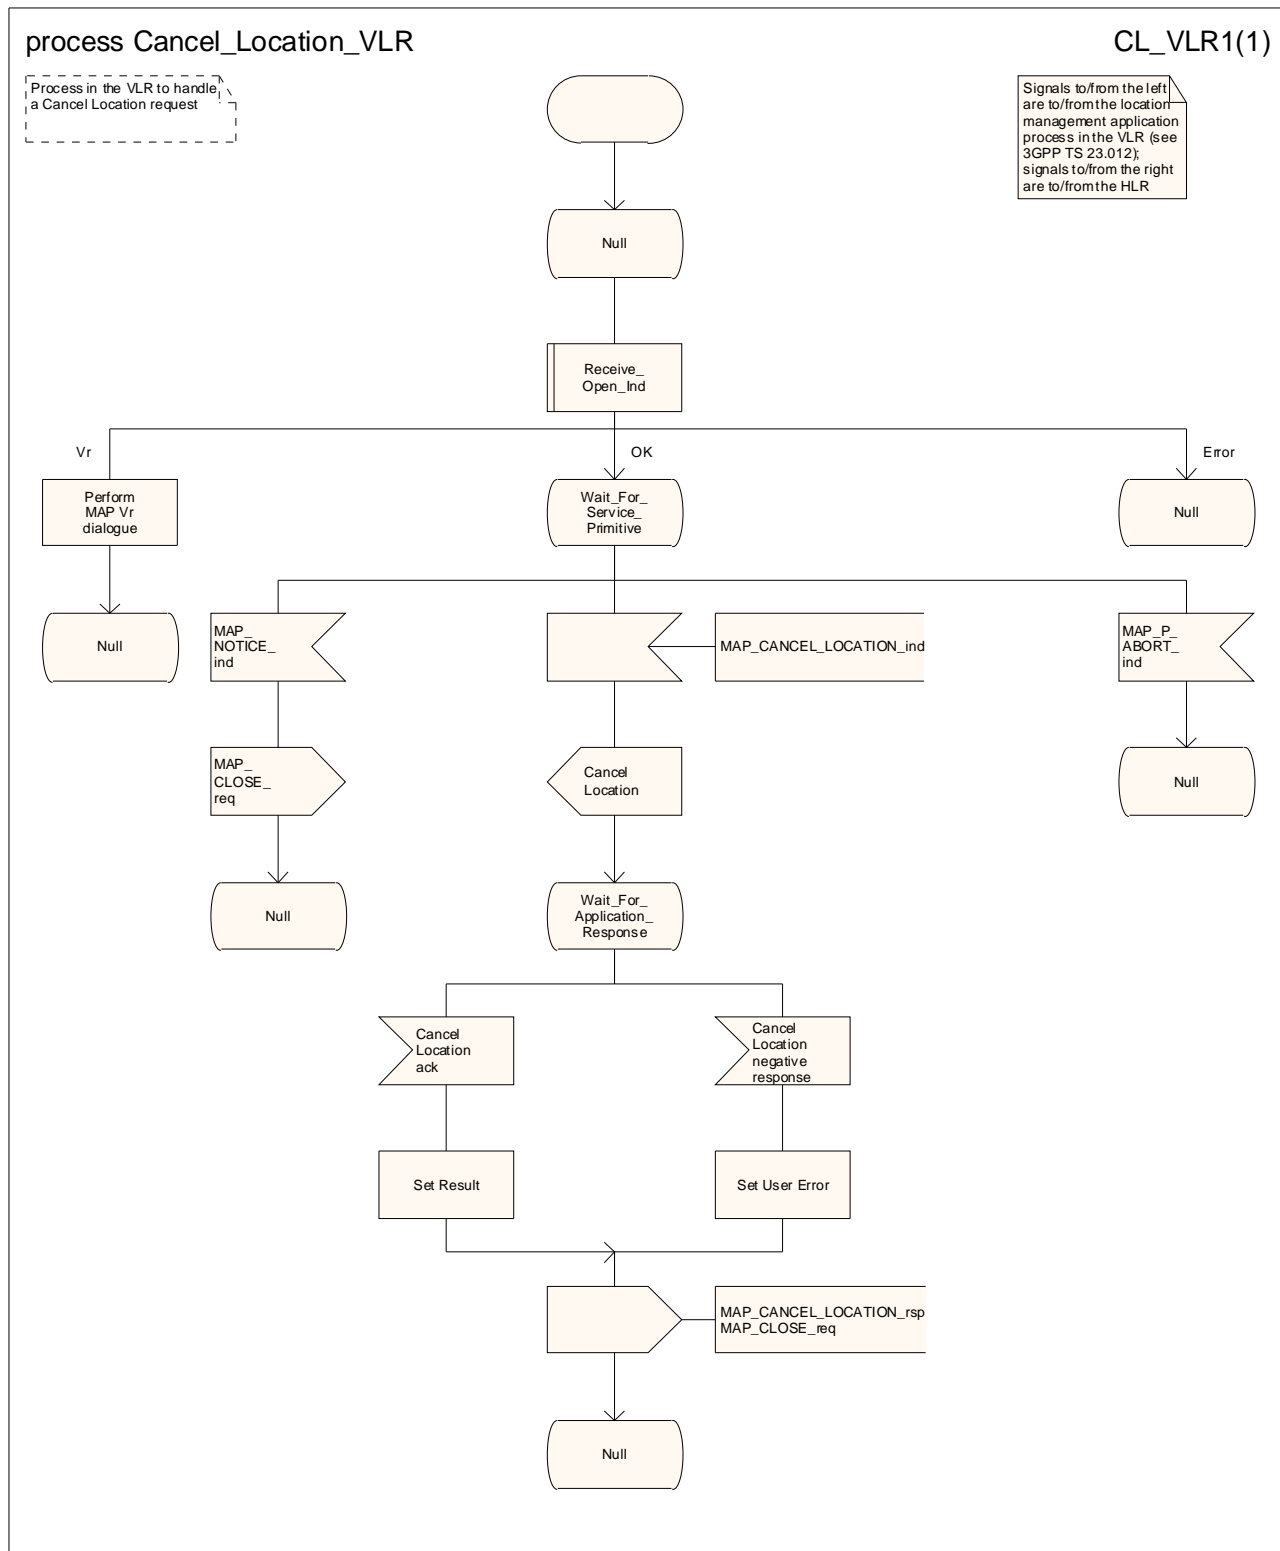 process Cancel_Location_VLR
CL_VLR1(1)
Process in the VLR to handle
a Cancel Location request
Signals to/from the left
are to/from the location
management application
process in the VLR (see
3GPP TS 23.012);
signals to/from the right
are to/from the HLR
Null
Receive_
Open_Ind
Vr
OK
Error
Perform
MAP Vr
dialogue
Wait_For_
Service_
Primitive
Null
Null
MAP_
NOTICE_
ind
MAP_CANCEL_LOCATION_ind
MAP_P_
ABORT_
ind
MAP_
CLOSE_
req
Cancel
Location
Null
Null
Wait_For_
Application_
Response
Cancel
Location
ack
Cancel
Location
negative
response
Set Result
Set User Error
MAP_CANCEL_LOCATION_rsp
MAP_CLOSE_req
Null